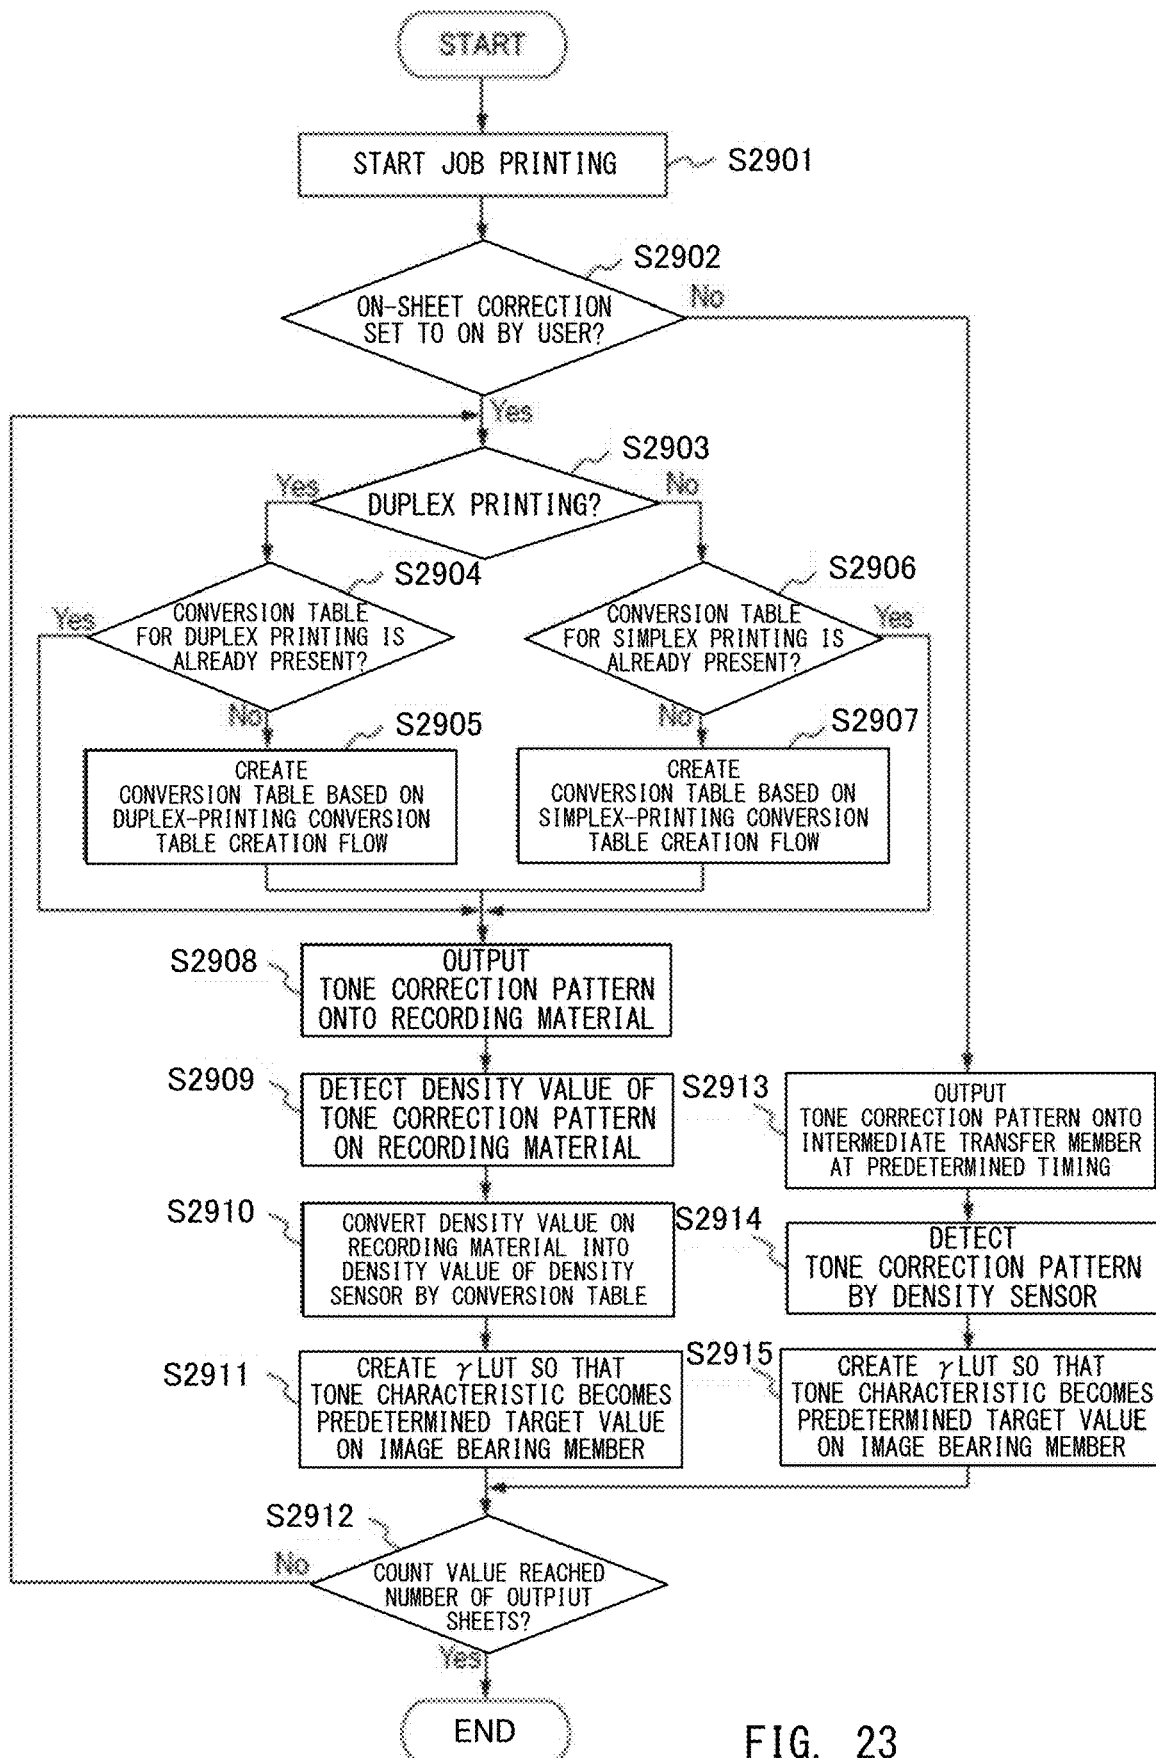 START
START JOB PRINTING
S2901
S2902
ON-SHEET CORRECTION
SET TO ON BY USER?
No
Yes
S2903
DUPLEX PRINTING?
Yes
No
S2904
CONVERSION TABLE
FOR DUPLEX PRINTING IS
ALREADY PRESENT?
Yes
No
S2906
CONVERSION TABLE
FOR SIMPLEX PRINTING IS
ALREADY PRESENT?
Yes
No
S2905
CREATE
CONVERSION TABLE BASED ON
DUPLEX-PRINTING CONVERSION
TABLE CREATION FLOW
S2907
CREATE
CONVERSION TABLE BASED ON
SIMPLEX-PRINTING CONVERSION
TABLE CREATION FLOW
S2908
OUTPUT
TONE CORRECTION PATTERN
ONTO RECORDING MATERIAL
S2909
DETECT DENSITY VALUE OF
TONE CORRECTION PATTERN
ON RECORDING MATERIAL
S2910
CONVERT DENSITY VALUE ON
RECORDING MATERIAL INTO
DENSITY VALUE OF DENSITY
SENSOR BY CONVERSION TABLE
S2911
CREATE γLUT SO THAT
TONE CHARACTERISTIC BECOMES
PREDETERMINED TARGET VALUE
ON IMAGE BEARING MEMBER
S2913
OUTPUT
TONE CORRECTION PATTERN ONTO
INTERMEDIATE TRANSFER MEMBER
AT PREDETERMINED TIMING
S2914
DETECT
TONE CORRECTION PATTERN
BY DENSITY SENSOR
S2915
CREATE γLUT SO THAT
TONE CHARACTERISTIC BECOMES
PREDETERMINED TARGET VALUE
ON IMAGE BEARING MEMBER
S2912
COUNT VALUE REACHED
NUMBER OF OUTPIUT
SHEETS?
No
Yes
END
FIG. 23